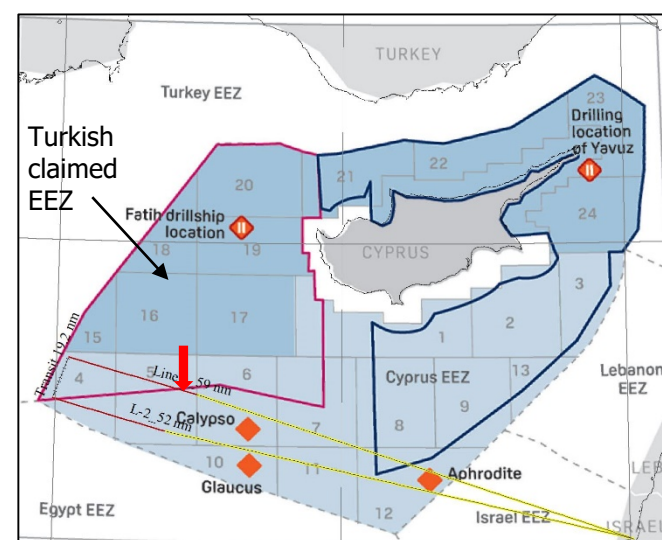 TURKEY
Turkey EEZ
Turkish
claimed
EEZ
23
Drilling
location
of Yavuz
22
21
20
Fatih drillship
location
19
18
24
CYPRUS
3
16
17
15
1
2
Transit 19.2 nm
4
5
6
Line
59 nm
Cyprus EEZ
13
Lebanon
EEZ
L-2_52 nm
Calypso
7
8
9
10
11
Glaucus
Aphrodite
LEB
12
Egypt EEZ
Israel EEZ
ISRAEL